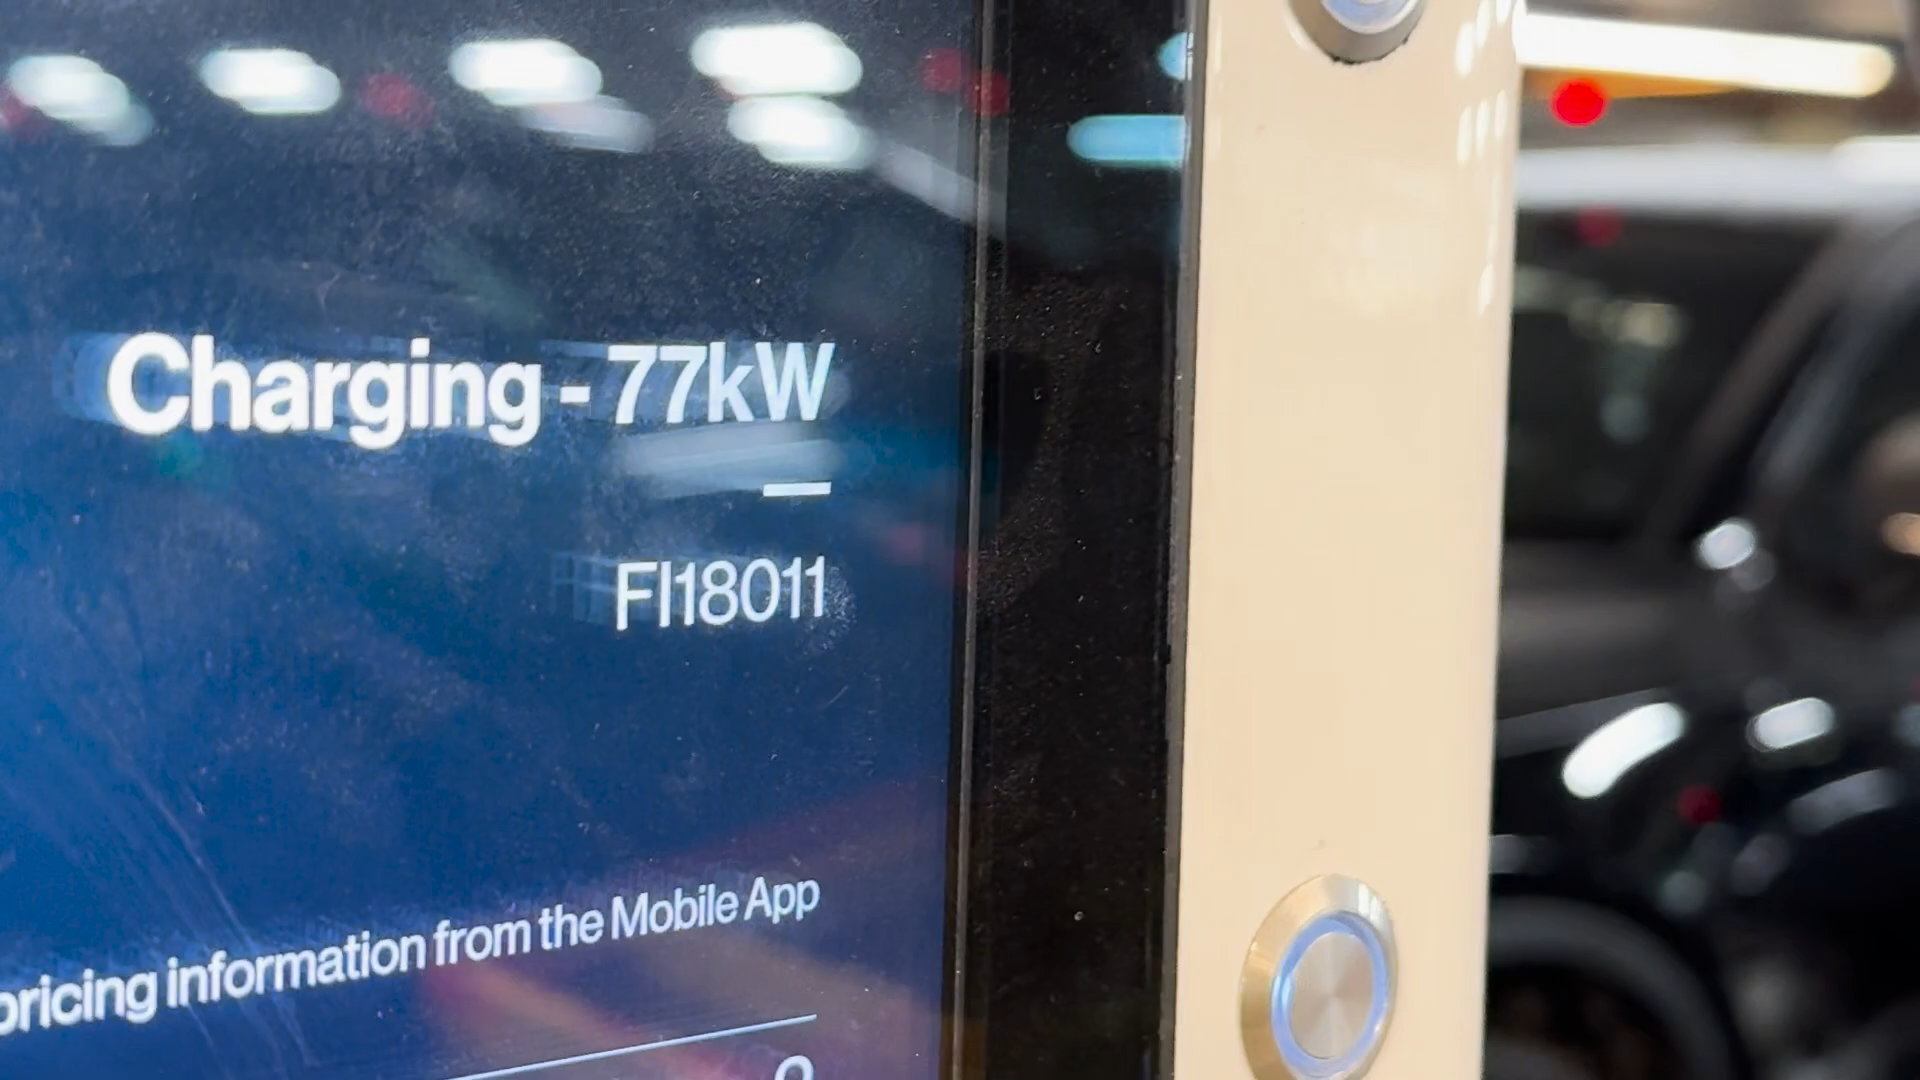 Charging - 77kW
—
FI18011
pricing information from the Mobile App